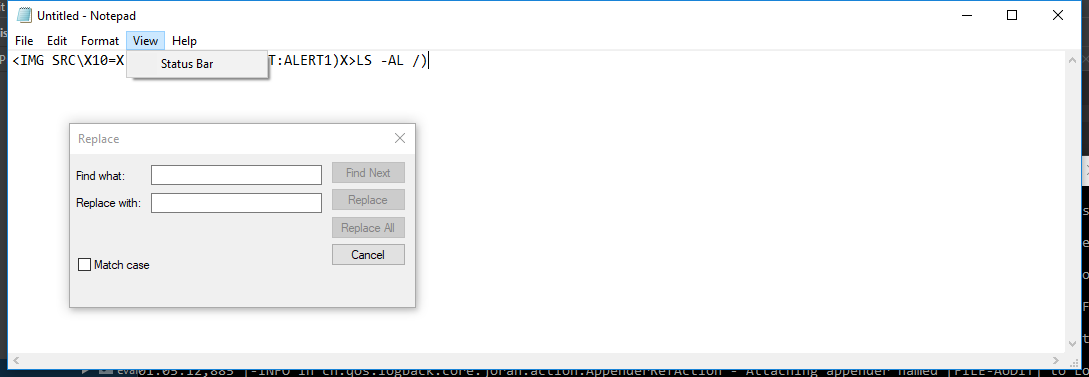 Untitled - Notepad
File Edit Format View Help
<IMG SRC\X10=X T:ALERT1)X>LS -AL /)
Status Bar
Replace
Find what:
Find Next
Replace with:
Replace
Replace All
Cancel
Match case
eval01:05:12,885 |-INFO in ch.qos.logback.core.joran.action.AppenderRefAction - Attaching appender named [FILE-AUDIT] to Lo